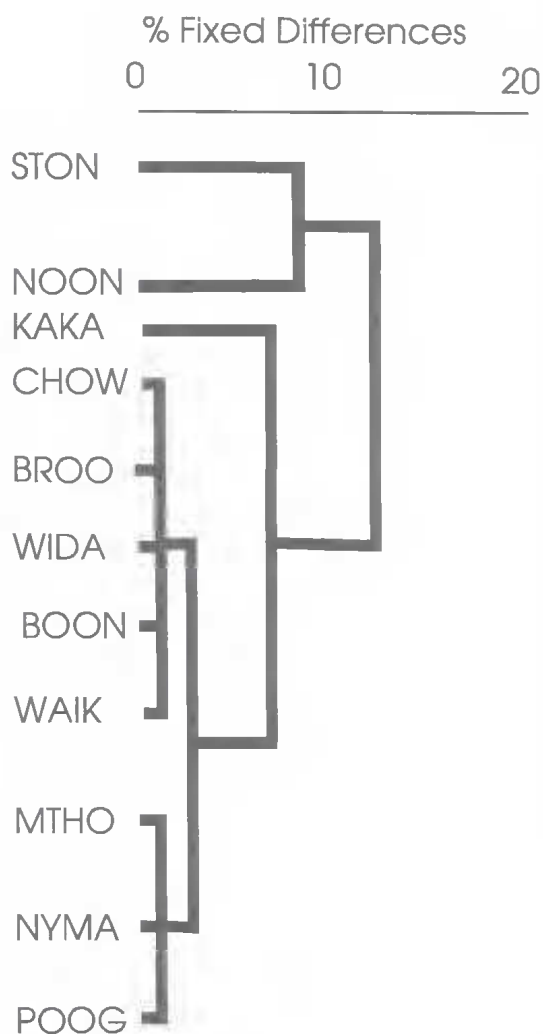 % Fixed Differences
0 10 20
STON
NOON
KAKA
CHOW
BROO
WIDA
BOON
WAIK
MTHO
NYMA
POOG